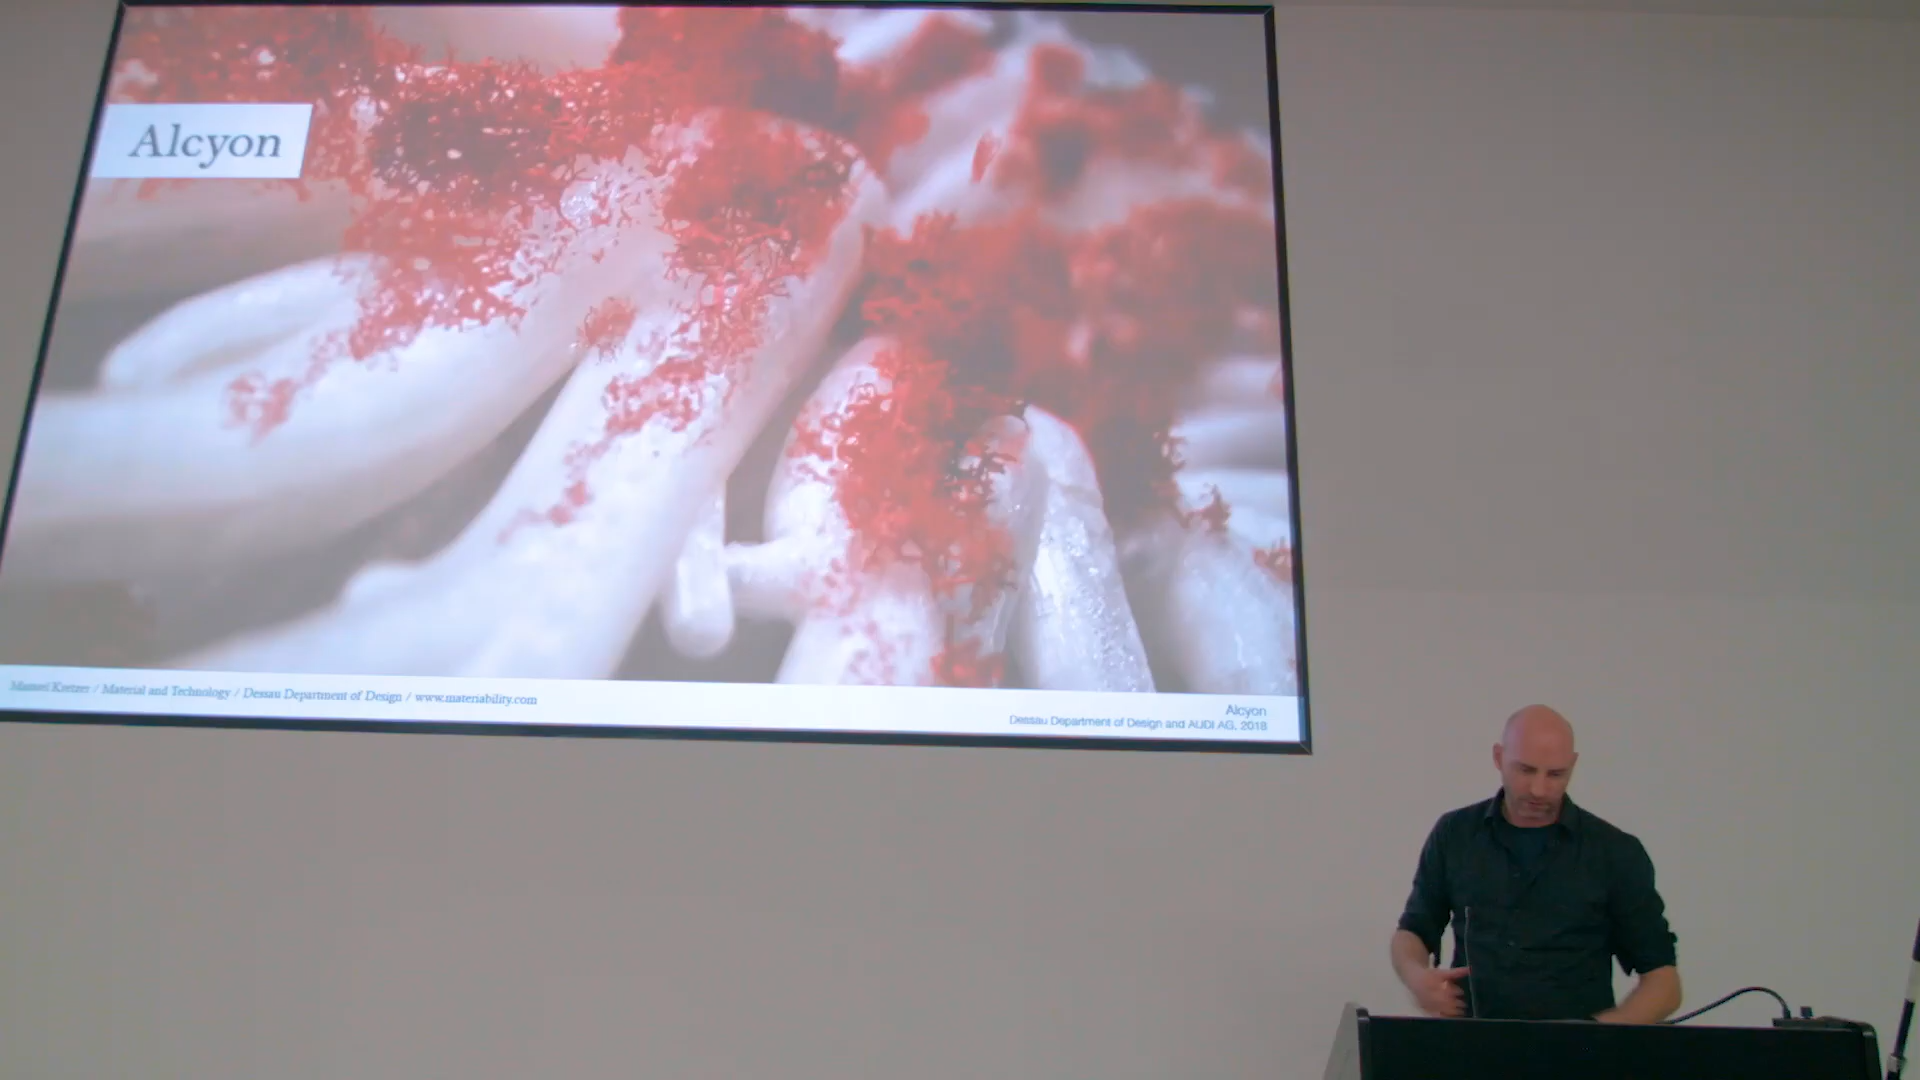 Alcyon
Manuel Kretzer / Material and Technology / Dessau Department of Design / www.materiability.com
Alcyon
Dessau Department of Design and AUDI AG, 2018